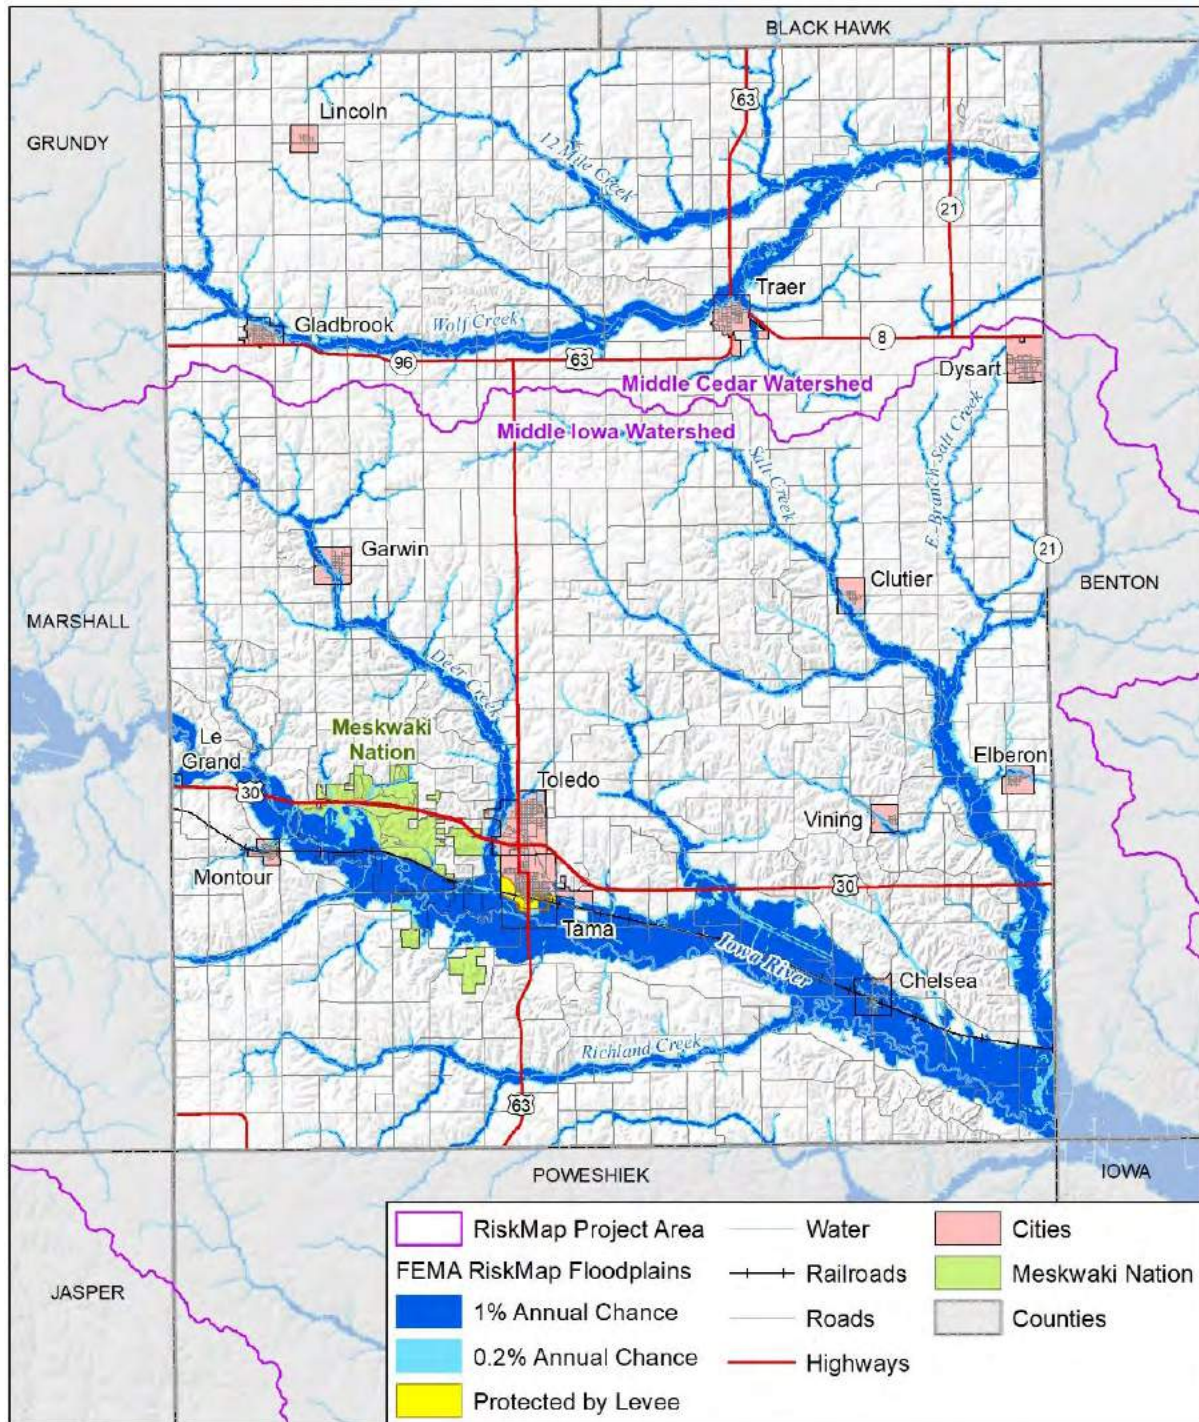 BLACK HAWK
63
Lincoln
GRUNDY
12 Mile Creek
21
Traer
Gladbrook
Wolf Creek
8
96
63
Dysart
Middle Cedar Watershed
Middle Iowa Watershed
Salt Creek
E. Branch Salt Creek
Garwin
21
Clutier
BENTON
MARSHALL
Deer Creek
Meskwaki
Nation
Le
Grand
Elberon
Toledo
30
Vining
Montour
30
Tama
Iowa River
Chelsea
Richland Creek
63
POWESHIEK
IOWA
JASPER
RiskMap Project Area
FEMA RiskMap Floodplains
1% Annual Chance
0.2% Annual Chance
Protected by Levee
Water
Railroads
Roads
Highways
Cities
Meskwaki Nation
Counties